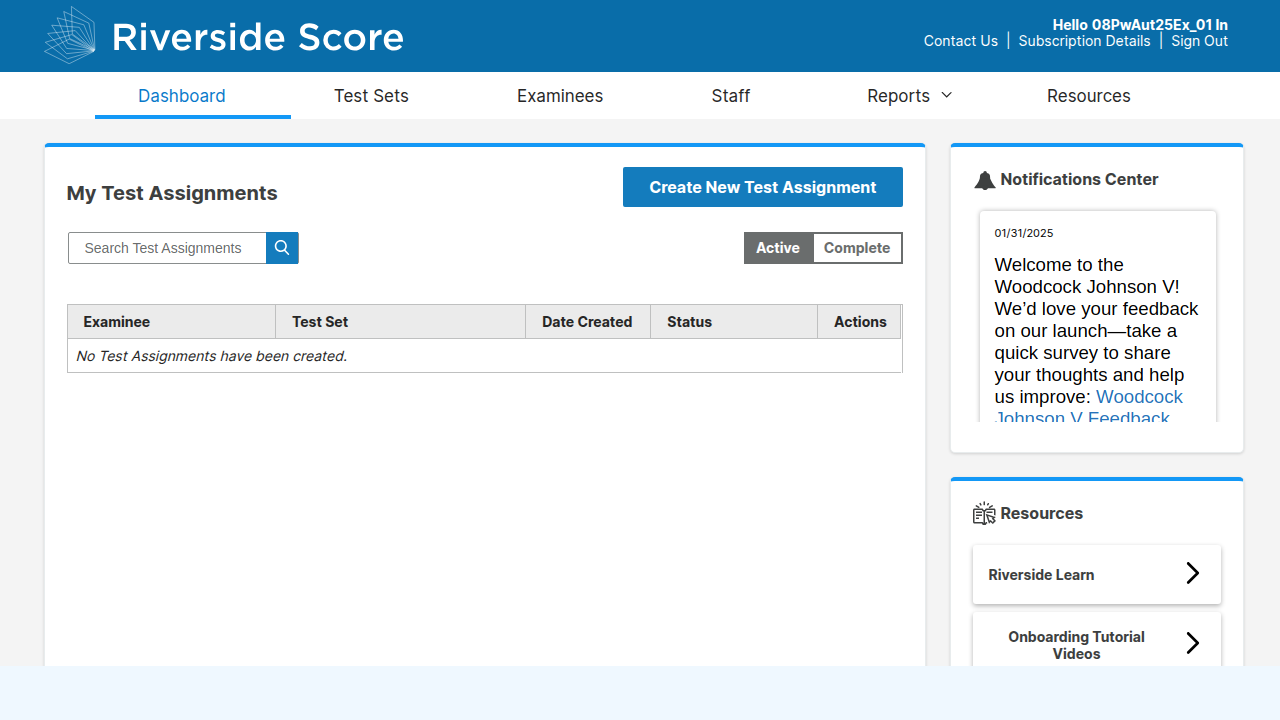 Riverside Score
Hello 08PwAut25Ex_01 In
Contact Us | Subscription Details | Sign Out
Dashboard Test Sets Examinees Staff Reports Resources
My Test Assignments
Create New Test Assignment
Search Test Assignments
Active Complete
Examinee Test Set Date Created Status Actions
No Test Assignments have been created.
Notifications Center
01/31/2025
Welcome to the
Woodcock Johnson V!
We’d love your feedback
on our launch—take a
quick survey to share
your thoughts and help
us improve: Woodcock
Johnson V Feedback
Resources
Riverside Learn
Onboarding Tutorial
Videos